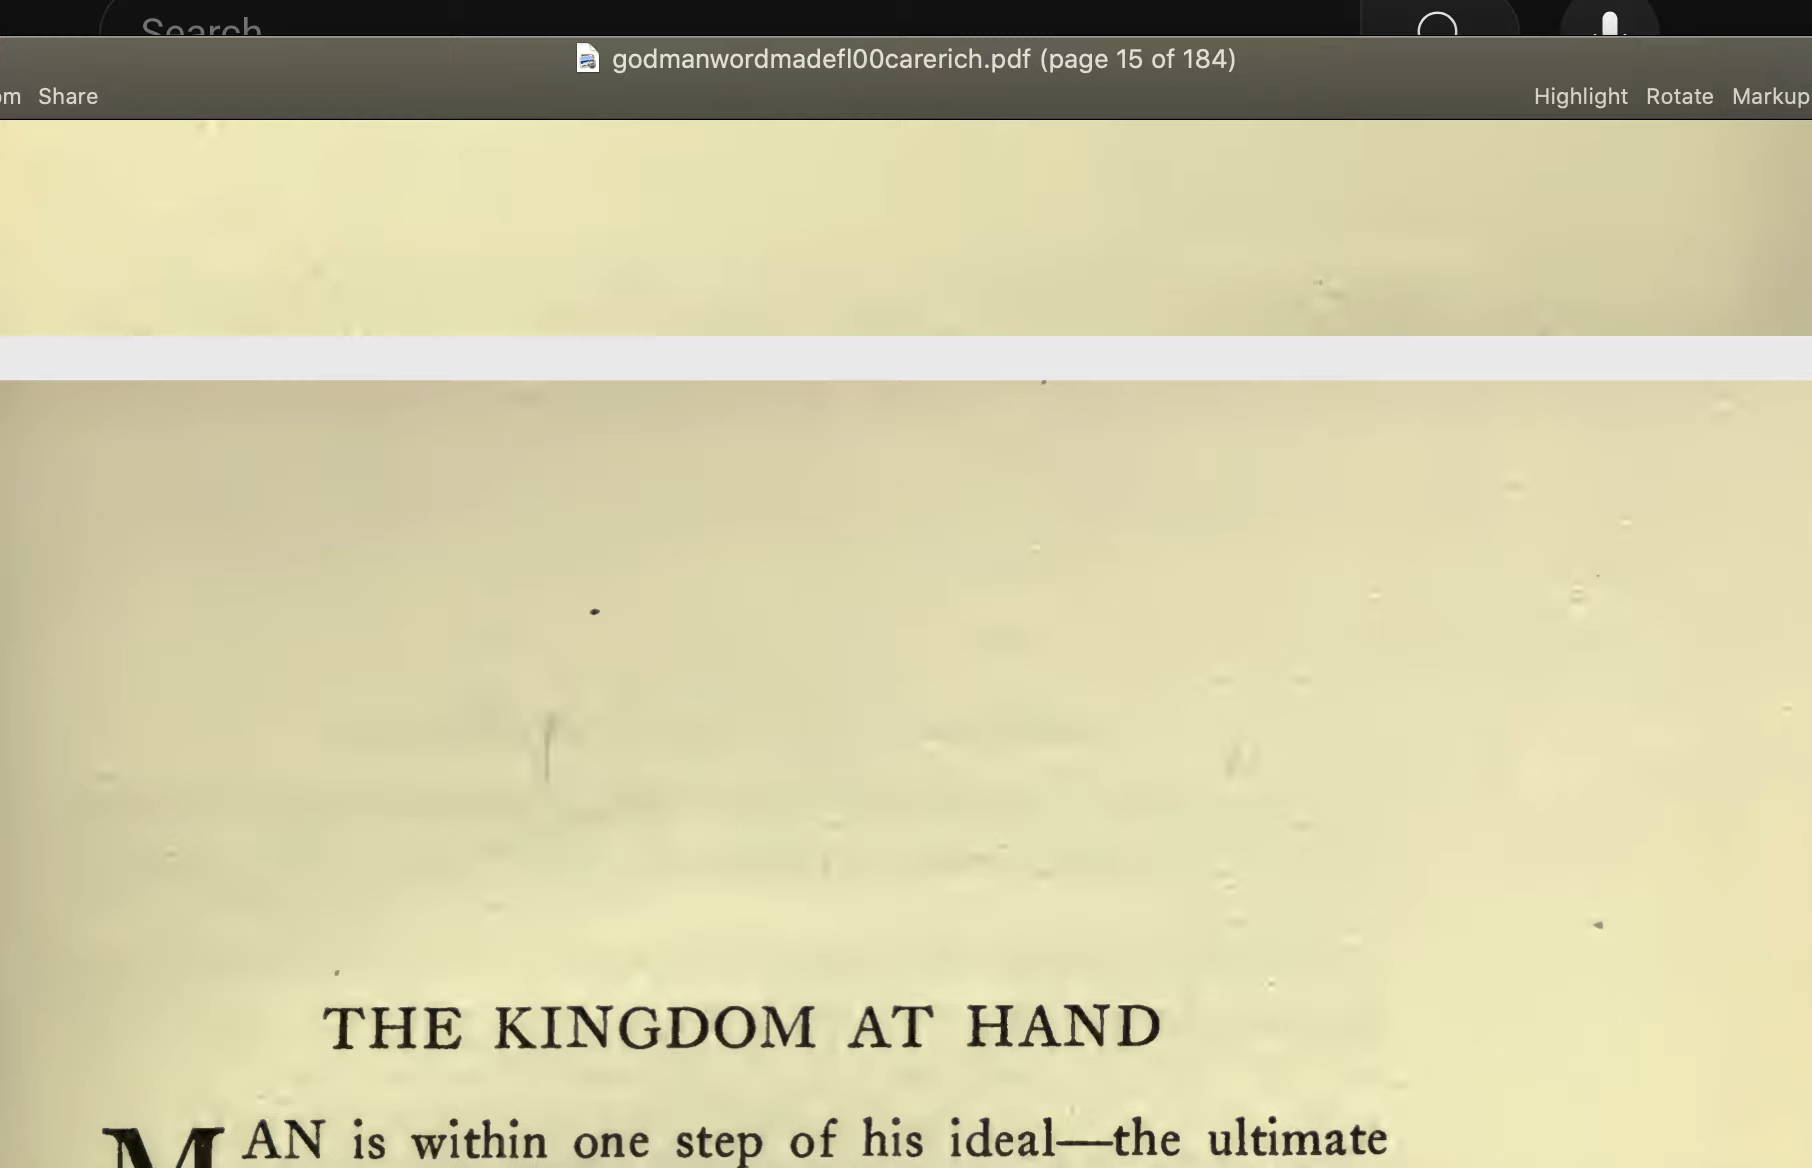 Search
godmanwordmadefl00carerich.pdf (page 15 of 184)
Share
Highlight Rotate Markup
THE KINGDOM AT HAND
MAN is within one step of his ideal—the ultimate